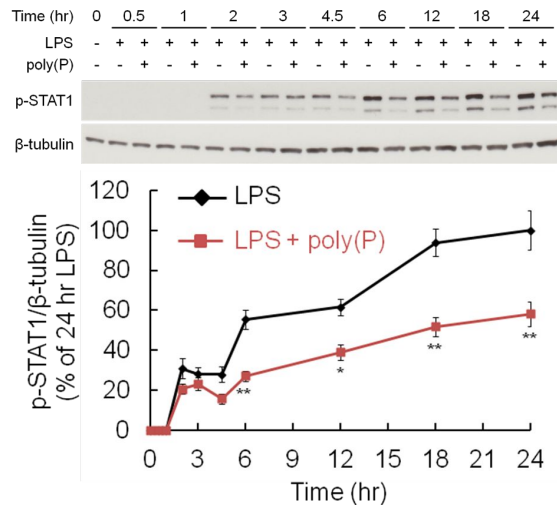 Time (hr) 0 0.5 1 2 3 4.5 6 12 18 24
LPS - + + + + + + + + + + + + + + + + + +
poly(P) - - + - + - + - + - + - + - + - + - +
p-STAT1
β-tubulin
p-STAT1/β-tubulin
(% of 24 hr LPS)
120
100
80
60
40
20
0
LPS
LPS + poly(P)
**
*
**
**
0 3 6 9 12 15 18 21 24
Time (hr)